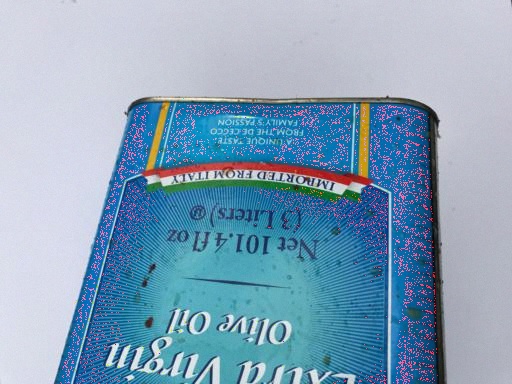 Extra Virgin
Olive Oil
Net 101.4 fl oz
(3 Liters) ®
IMPORTED FROM ITALY
A UNIQUE TASTE:
FROM THE DE CECCO
FAMILY'S PASSION